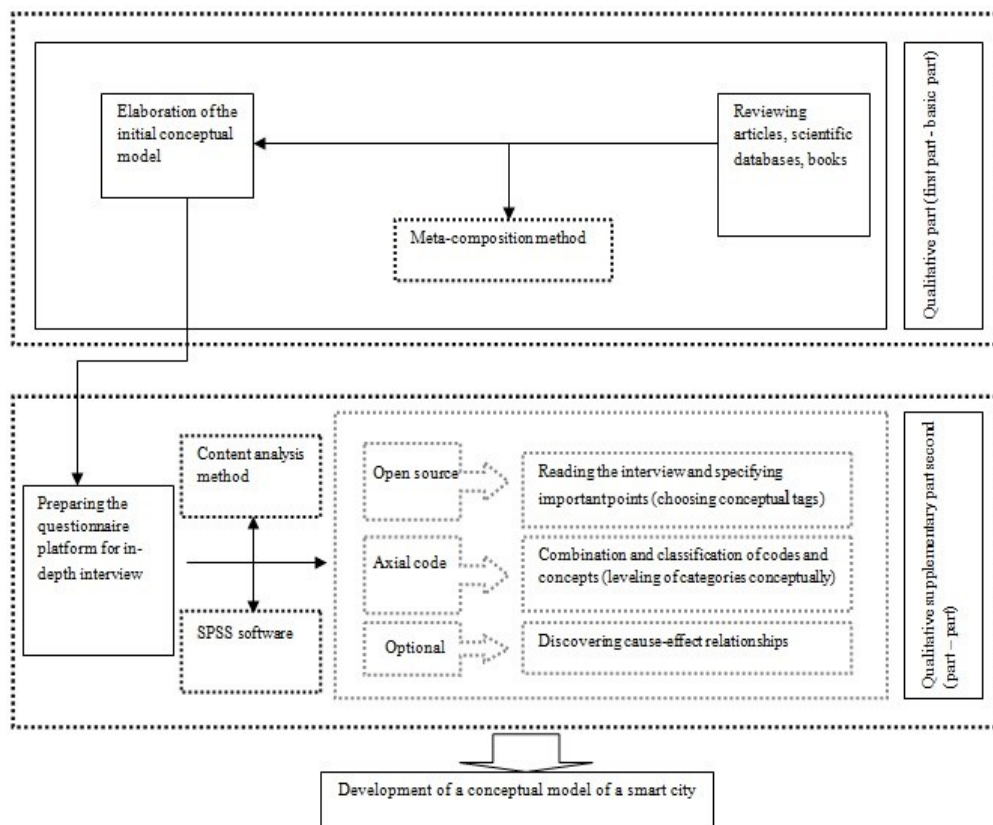 Elaboration of the
initial conceptual
model
Reviewing
articles, scientific
databases, books
Meta-composition method
Qualitative part (first part - basic part)
Preparing the
questionnaire
platform for in-
depth interview
Content analysis
method
SPSS software
Open source
Reading the interview and specifying
important points (choosing conceptual tags)
Axial code
Combination and classification of codes and
concepts (leveling of categories conceptually)
Optional
Discovering cause-effect relationships
Qualitative supplementary part second
(part – part)
Development of a conceptual model of a smart city